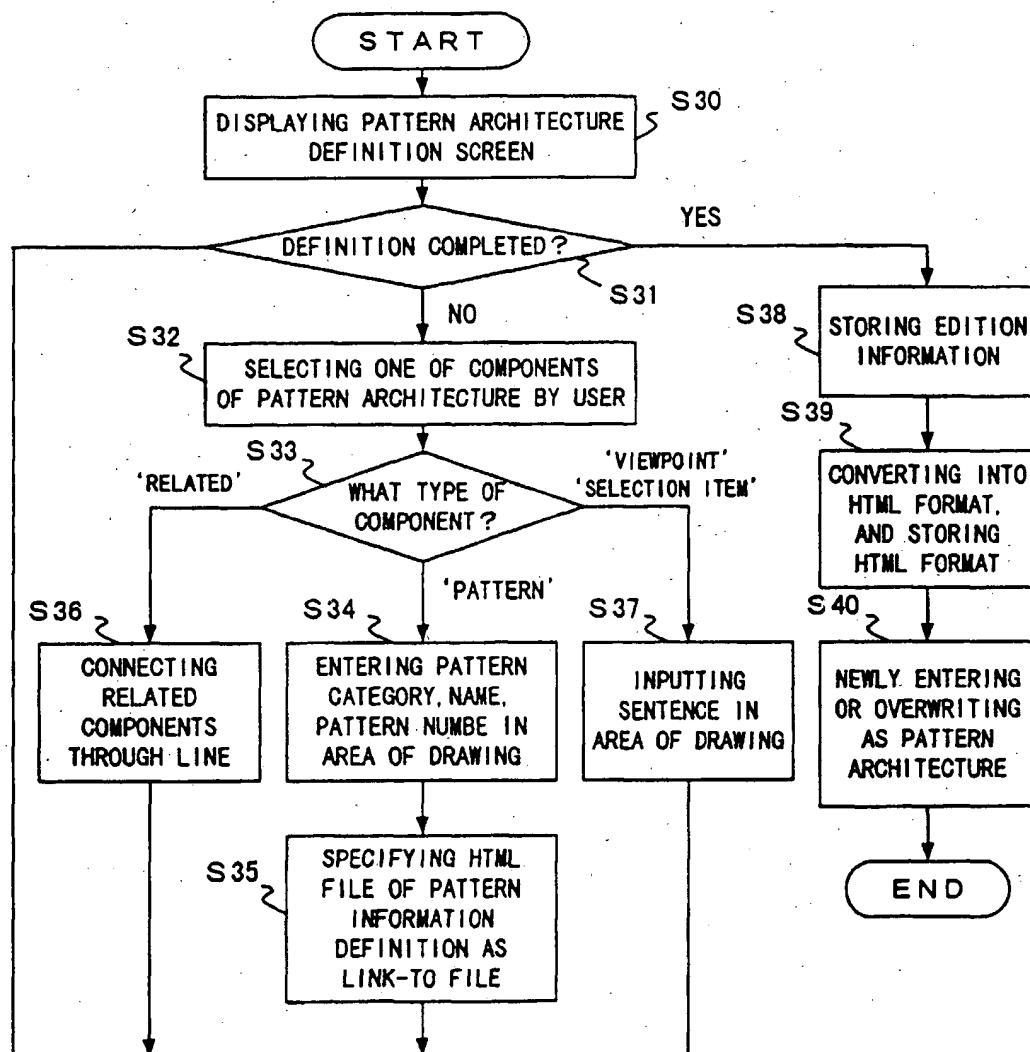 START
S30
DISPLAYING PATTERN ARCHITECTURE
DEFINITION SCREEN
YES
DEFINITION COMPLETED?
S31
NO
S38
STORING EDITION
INFORMATION
S32
SELECTING ONE OF COMPONENTS
OF PATTERN ARCHITECTURE BY USER
S39
CONVERTING INTO
HTML FORMAT,
AND STORING
HTML FORMAT
S33
'RELATED'
WHAT TYPE OF
COMPONENT?
'VIEWPOINT'
'SELECTION ITEM'
'PATTERN'
S36
CONNECTING
RELATED
COMPONENTS
THROUGH LINE
S34
ENTERING PATTERN
CATEGORY, NAME,
PATTERN NUMBE IN
AREA OF DRAWING
S37
INPUTTING
SENTENCE IN
AREA OF DRAWING
S40
NEWLY ENTERING
OR OVERWRITING
AS PATTERN
ARCHITECTURE
S35
SPECIFYING HTML
FILE OF PATTERN
INFORMATION
DEFINITION AS
LINK-TO FILE
END